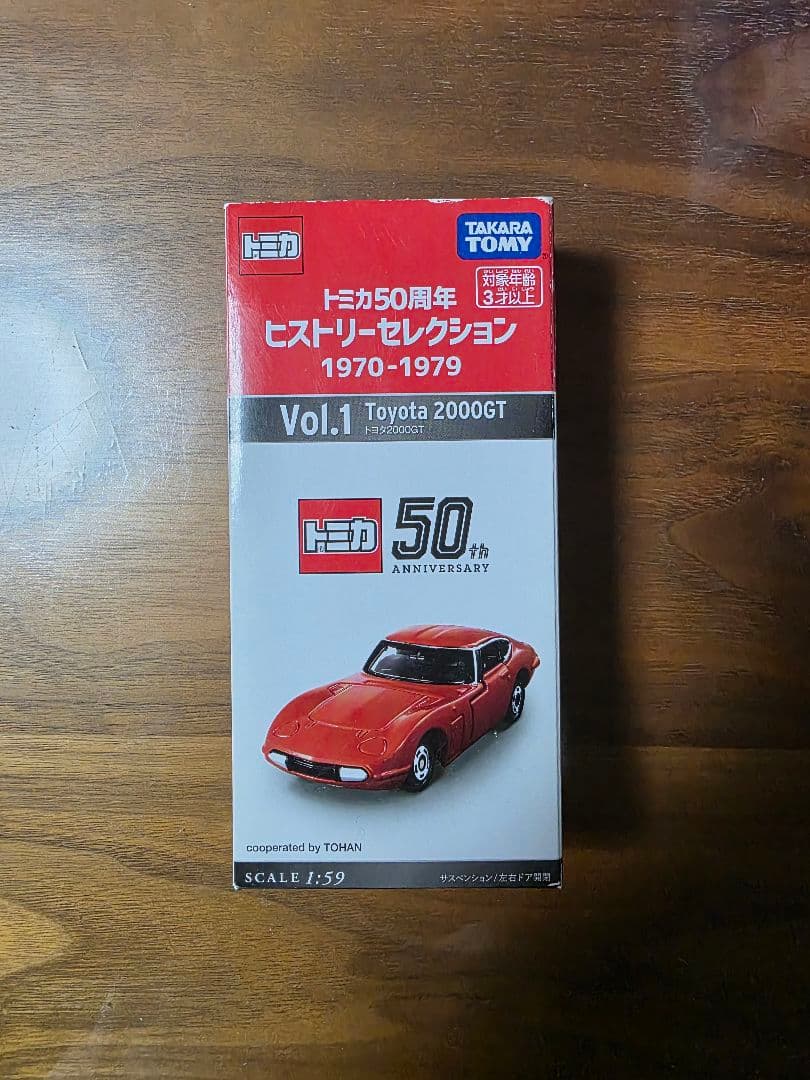 トミカ
TAKARA
TOMY
対象年齢
3才以上
トミカ50周年
ヒストリーセレクション
1970-1979
Vol.1 Toyota 2000GT
トヨタ2000GT
トミカ 50th
ANNIVERSARY
cooperated by TOHAN
SCALE 1:59
サスペンション/左右ドア開閉